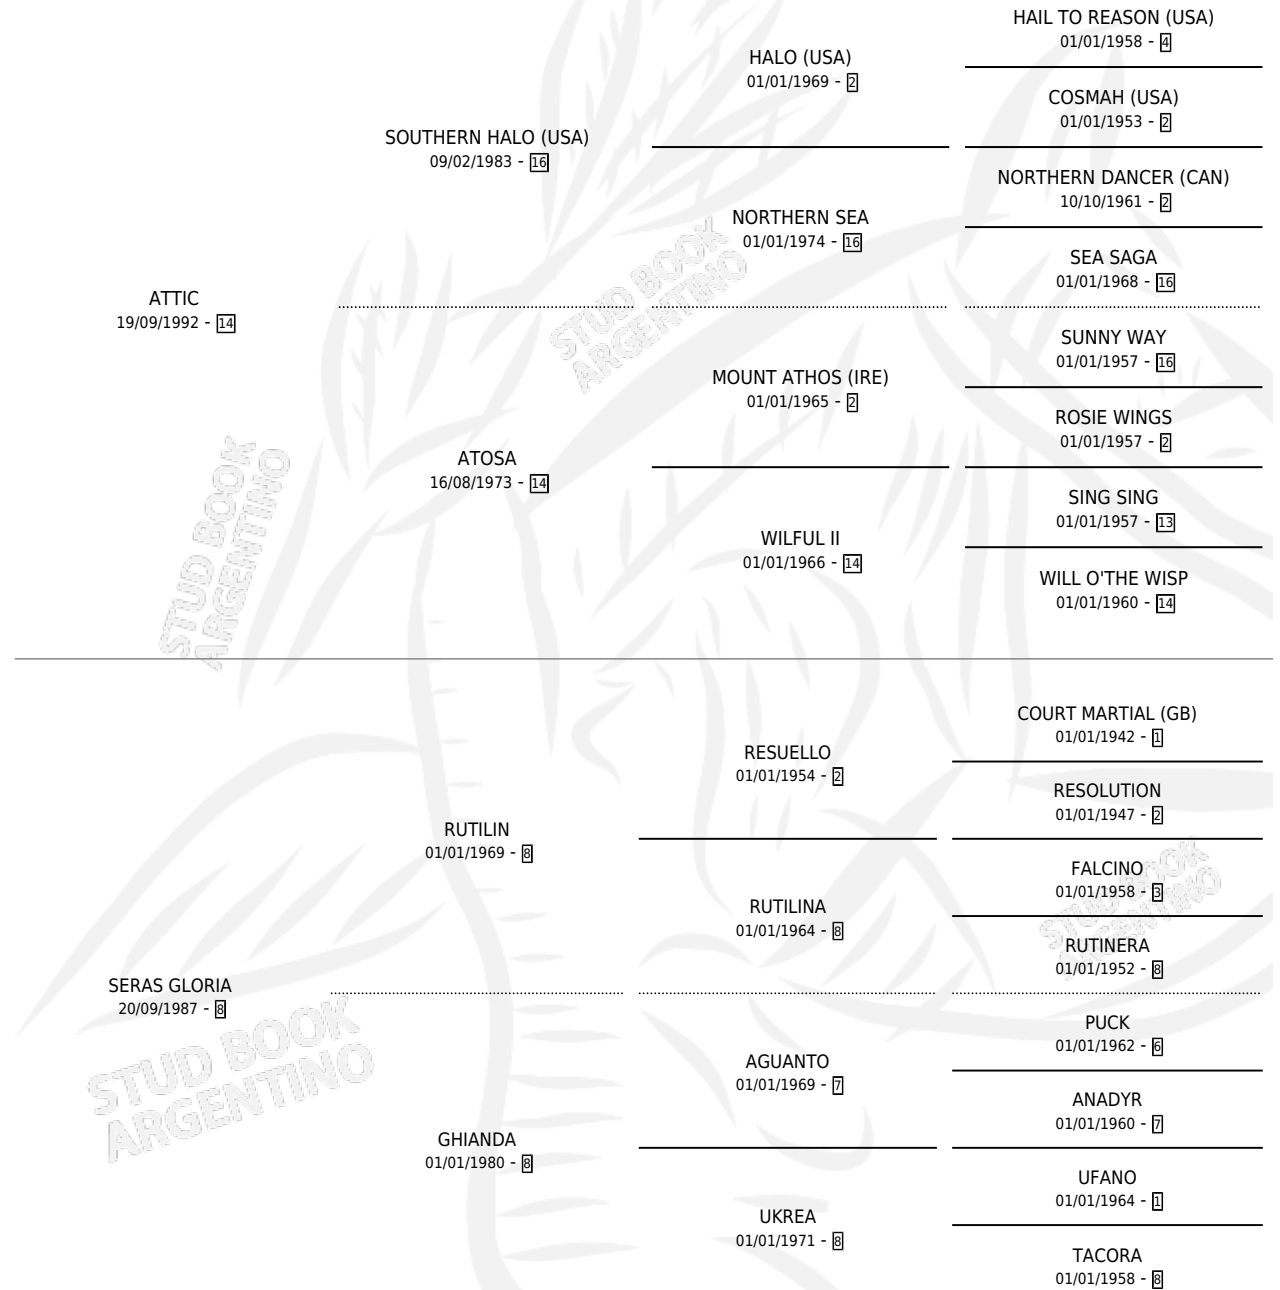 HAIL TO REASON (USA)
01/01/1958 - 4
HALO (USA)
01/01/1969 - 2
COSMAH (USA)
01/01/1953 - 2
SOUTHERN HALO (USA)
09/02/1983 - 16
NORTHERN DANCER (CAN)
10/10/1961 - 2
NORTHERN SEA
01/01/1974 - 16
SEA SAGA
01/01/1968 - 16
ATTIC
19/09/1992 - 14
STUD BOOK
ARGENTINO
SUNNY WAY
01/01/1957 - 16
MOUNT ATHOS (IRE)
01/01/1965 - 2
ROSIE WINGS
01/01/1957 - 2
ATOSA
16/08/1973 - 14
SING SING
01/01/1957 - 13
WILFUL II
01/01/1966 - 14
WILL O'THE WISP
01/01/1960 - 14
STUD BOOK
ARGENTINO
COURT MARTIAL (GB)
01/01/1942 - 1
RESUELLO
01/01/1954 - 2
RESOLUTION
01/01/1947 - 2
RUTILIN
01/01/1969 - 8
FALCINO
01/01/1958 - 3
RUTILINA
01/01/1964 - 8
STUD BOOK
ARGENTINO
RUTINERA
01/01/1952 - 8
SERAS GLORIA
20/09/1987 - 8
STUD BOOK
ARGENTINO
PUCK
01/01/1962 - 6
AGUANTO
01/01/1969 - 7
ANADYR
01/01/1960 - 7
GHIANDA
01/01/1980 - 8
UFANO
01/01/1964 - 1
UKREA
01/01/1971 - 8
TACORA
01/01/1958 - 8